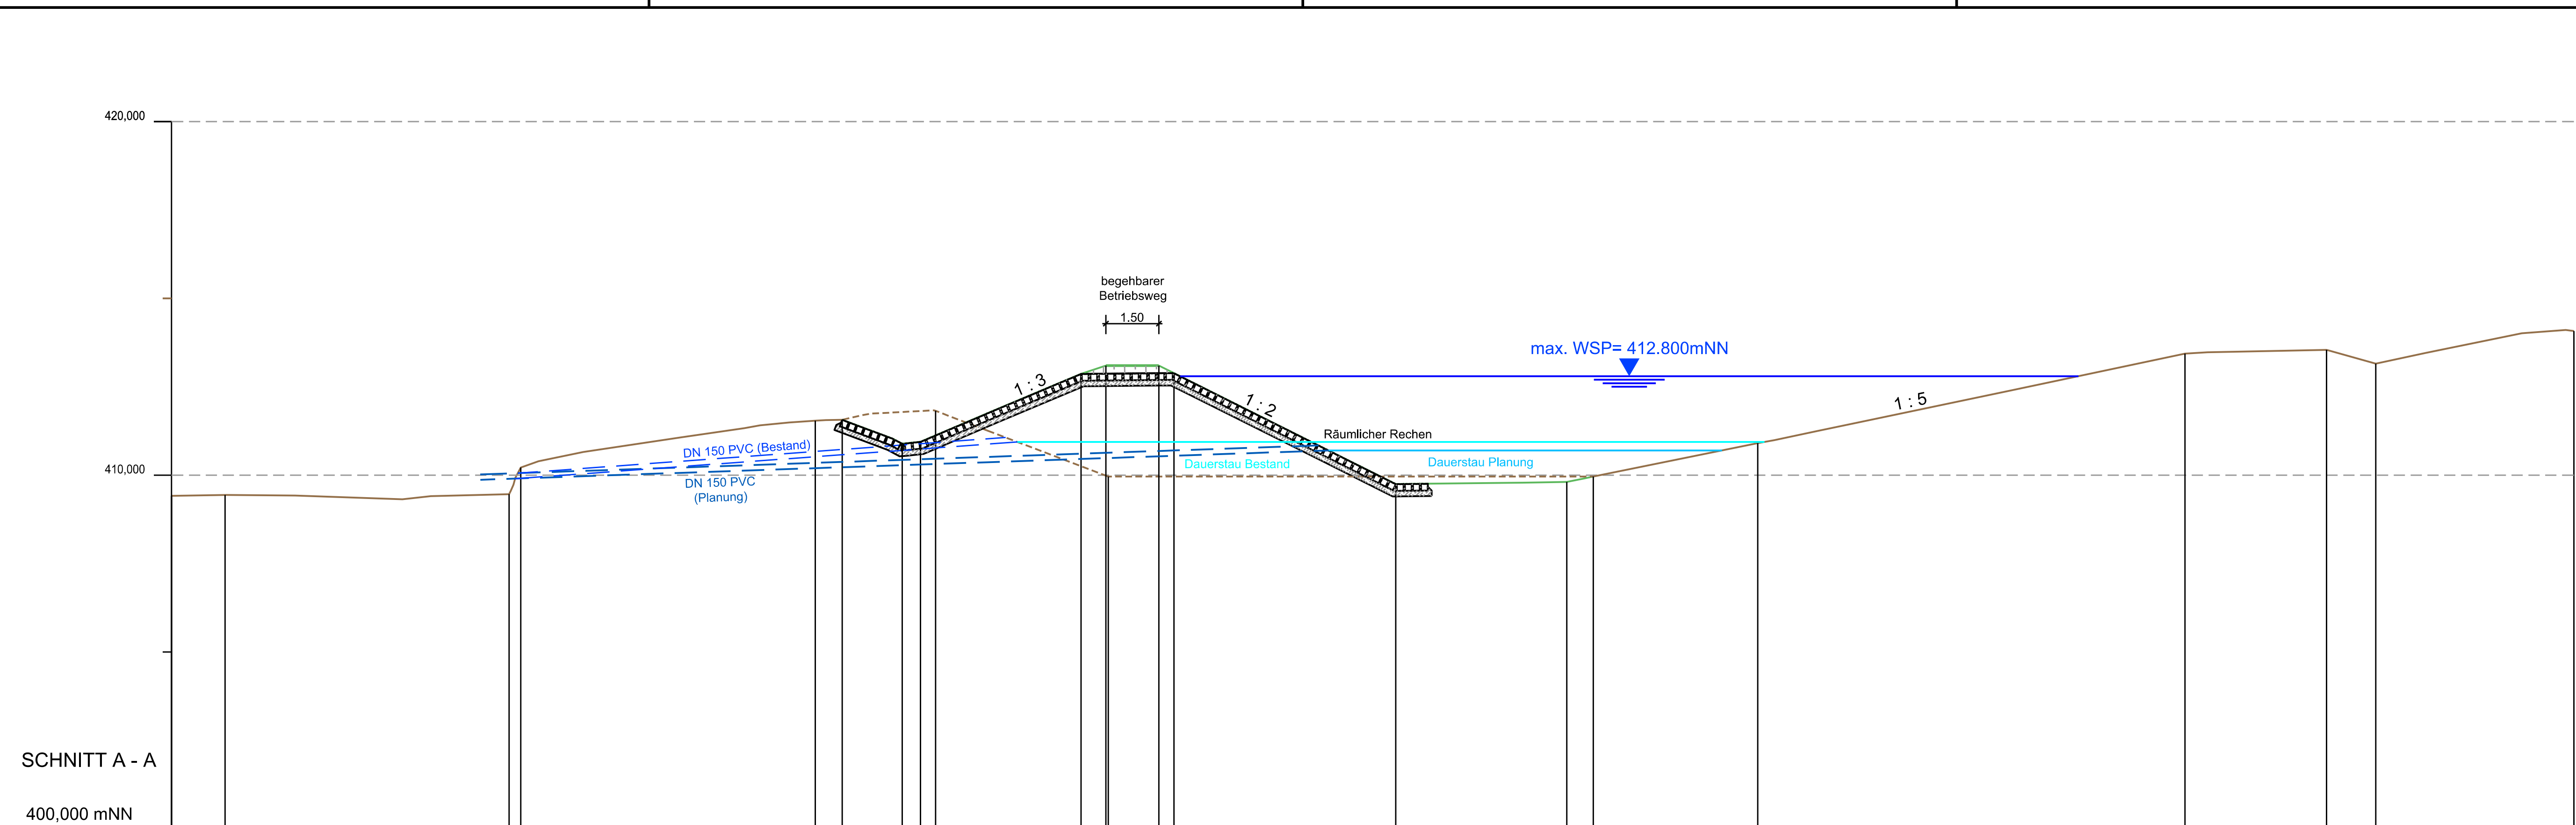 420,000
begehbarer
Betriebsweg
1.50
max. WSP= 412.800mNN
1 : 3
1 : 2
1 : 5
Räumlicher Rechen
DN 150 PVC (Bestand)
410,000
Dauerstau Bestand
Dauerstau Planung
DN 150 PVC
(Planung)
SCHNITT A - A
400,000 mNN